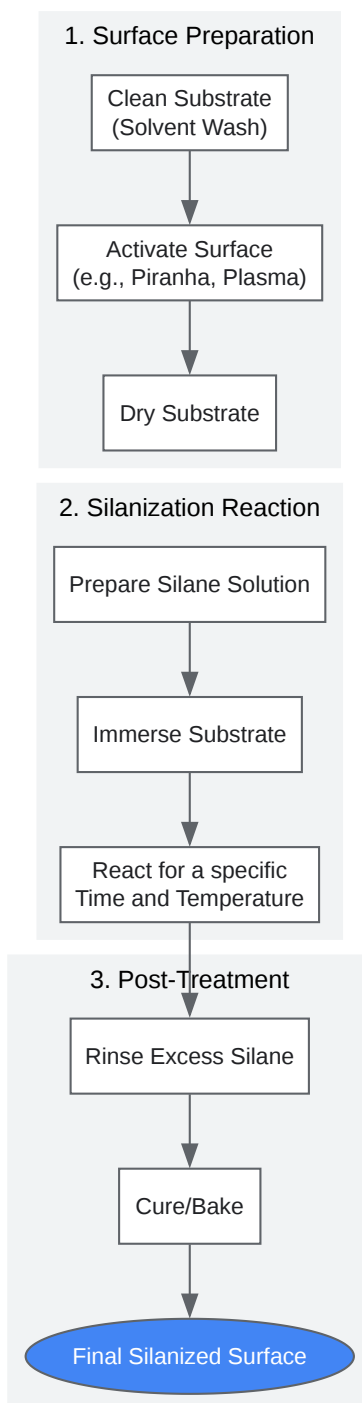 1. Surface Preparation
Clean Substrate
(Solvent Wash)
Activate Surface
(e.g., Piranha, Plasma)
Dry Substrate
2. Silanization Reaction
Prepare Silane Solution
Immerse Substrate
React for a specific
Time and Temperature
3. Post-Treatment
Rinse Excess Silane
Cure/Bake
Final Silanized Surface